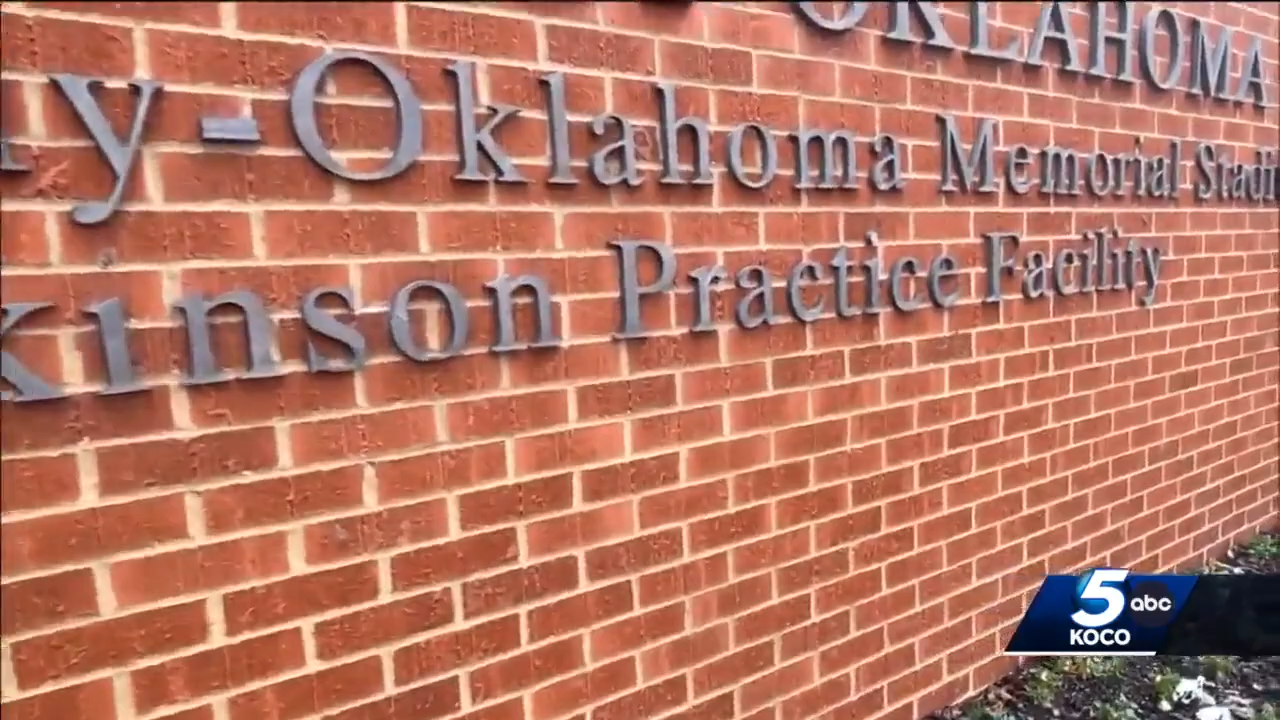 OKLAHOMA
y-Oklahoma Memorial Stadi
kinson Practice Facility
5 abc
KOCO